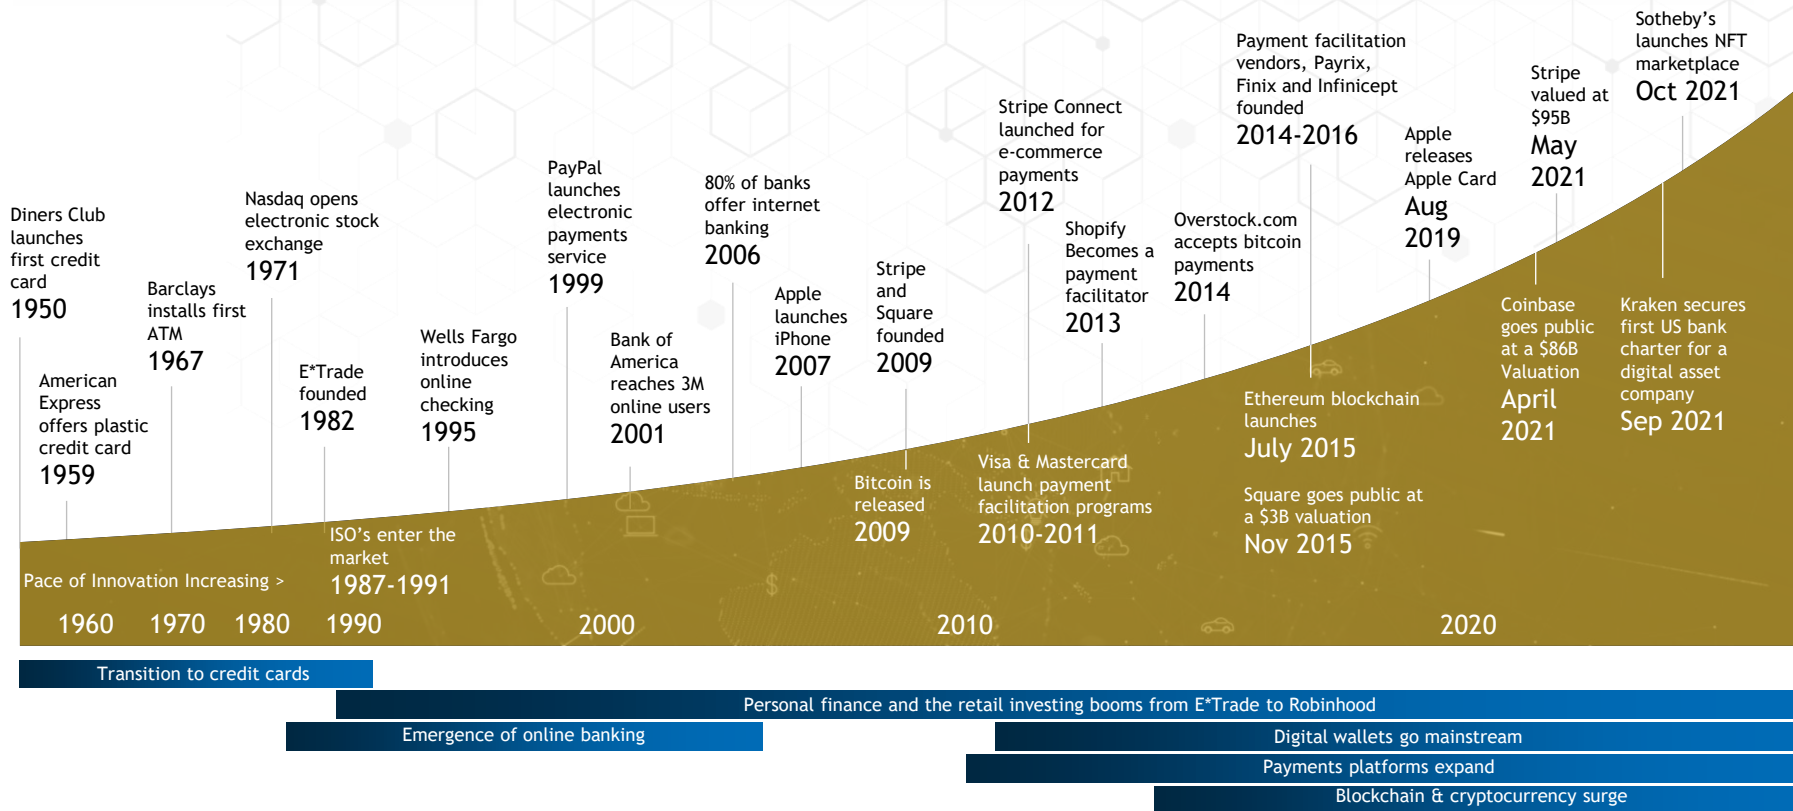 Diners Club
launches
first credit
card
1950
American
Express
offers plastic
credit card
1959
Barclays
installs first
ATM
1967
Nasdaq opens
electronic stock
exchange
1971
E*Trade
founded
1982
ISO's enter the
market
1987-1991
Wells Fargo
introduces
online
checking
1995
PayPal
launches
electronic
payments
service
1999
Bank of
America
reaches 3M
online users
2001
80% of banks
offer internet
banking
2006
Apple
launches
iPhone
2007
Stripe
and
Square
founded
2009
Bitcoin is
released
2009
Stripe Connect
launched for
e-commerce
payments
2012
Visa & Mastercard
launch payment
facilitation programs
2010-2011
Shopify
Becomes a
payment
facilitator
2013
Overstock.com
accepts bitcoin
payments
2014
Payment facilitation
vendors, Payrix,
Finix and Infinicept
founded
2014-2016
Ethereum blockchain
launches
July 2015
Square goes public at
a $3B valuation
Nov 2015
Apple
releases
Apple Card
Aug
2019
Stripe
valued at
$95B
May
2021
Coinbase
goes public
at a $86B
Valuation
April
2021
Sotheby's
launches NFT
marketplace
Oct 2021
Kraken secures
first US bank
charter for a
digital asset
company
Sep 2021
Pace of Innovation Increasing >
1960 1970 1980 1990 2000 2010 2020
Transition to credit cards
Personal finance and the retail investing booms from E*Trade to Robinhood
Emergence of online banking
Digital wallets go mainstream
Payments platforms expand
Blockchain & cryptocurrency surge